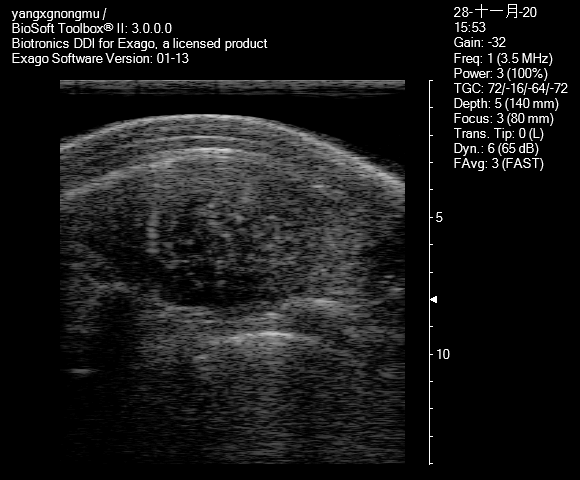 yangxgnongmu /
BioSoft Toolbox® II: 3.0.0.0
Biotronics DDI for Exago, a licensed product
Exago Software Version: 01-13
28-十一月-20
15:53
Gain: -32
Freq: 1 (3.5 MHz)
Power: 3 (100%)
TGC: 72/-16/-64/-72
Depth: 5 (140 mm)
Focus: 3 (80 mm)
Trans. Tip: 0 (L)
Dyn.: 6 (65 dB)
FAvg: 3 (FAST)
5
10